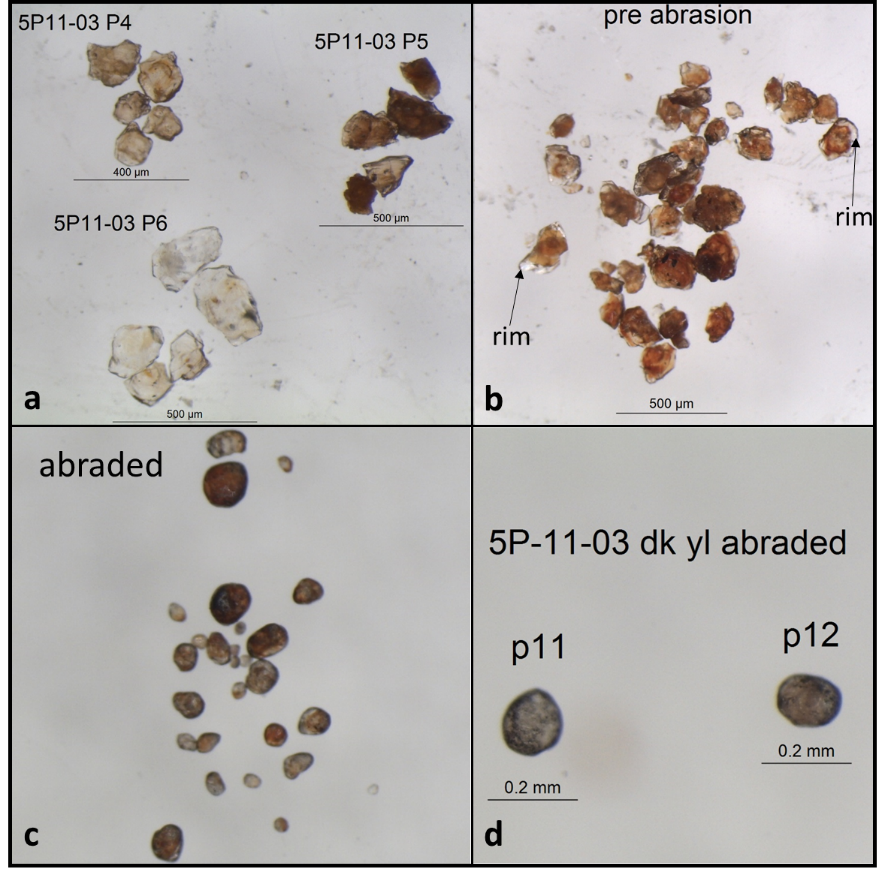 5P11-03 P4
400 µm
5P11-03 P5
500 µm
5P11-03 P6
500 µm
a
pre abrasion
rim
rim
500 µm
b
abraded
c
5P-11-03 dk yl abraded
p11
0.2 mm
p12
0.2 mm
d